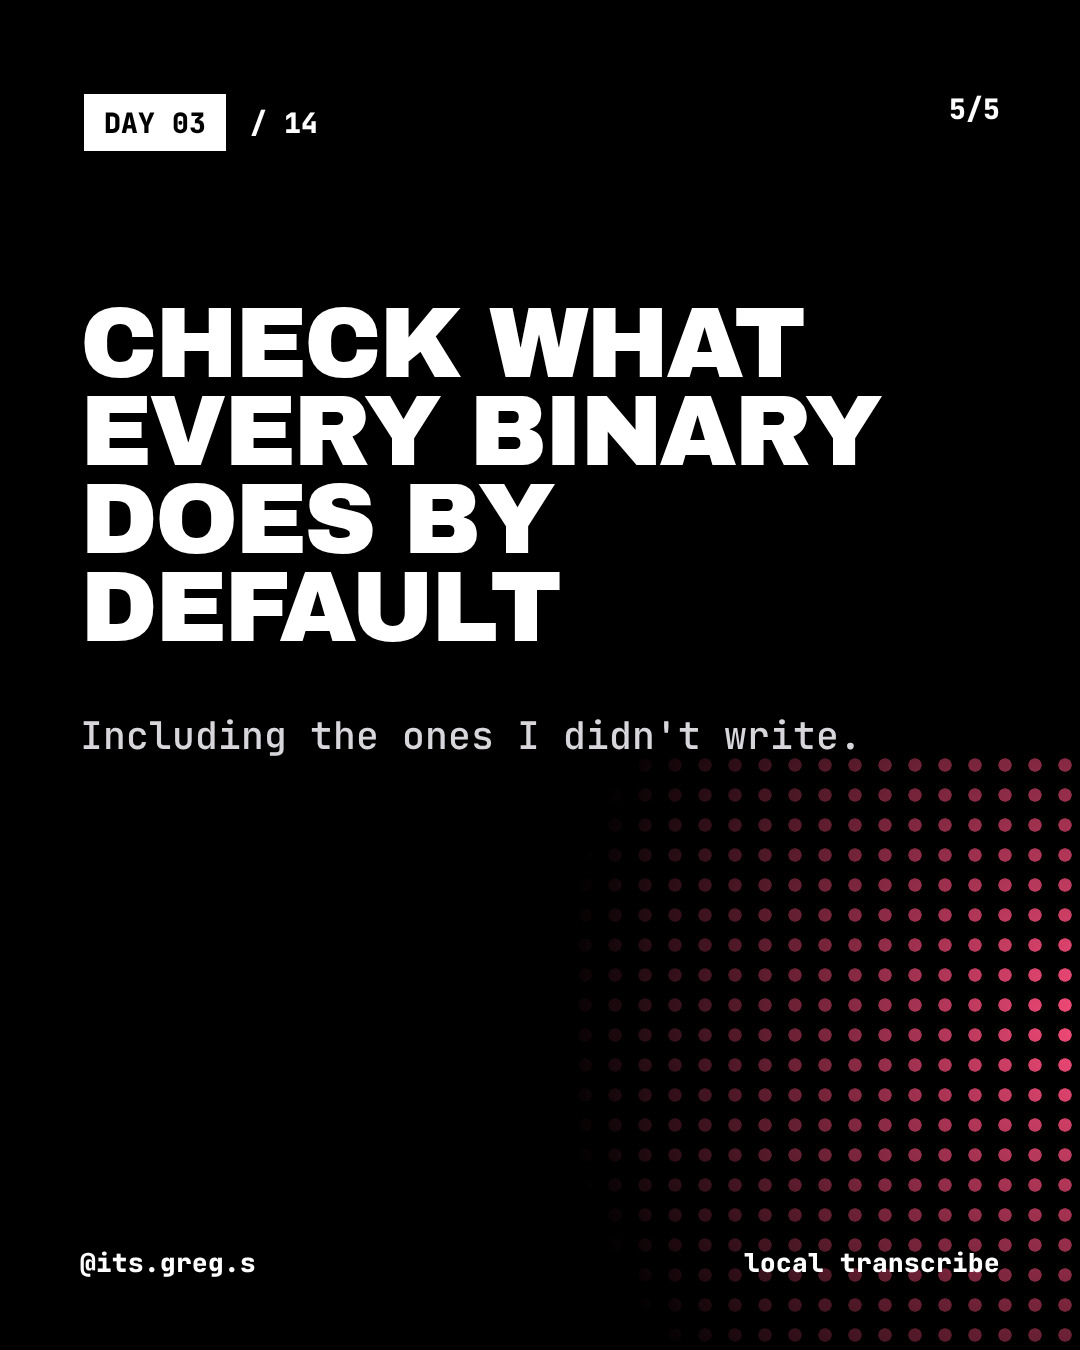 DAY 03 / 14
5/5
CHECK WHAT
EVERY BINARY
DOES BY
DEFAULT
Including the ones I didn't write.
@its.greg.s
local transcribe